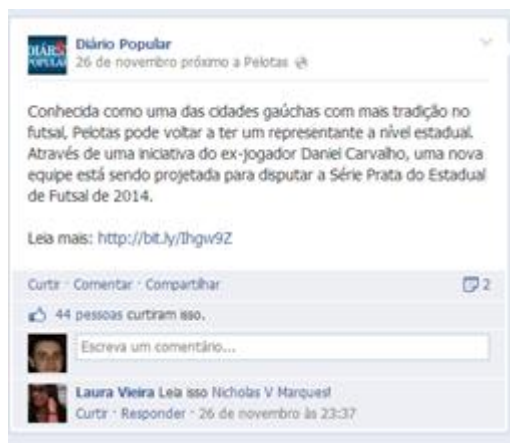 DIÁRIO
POPULAR
Diário Popular
26 de novembro próximo a Pelotas
Conhecida como uma das cidades gaúchas com mais tradição no
futsal, Pelotas pode voltar a ter um representante a nível estadual.
Através de uma iniciativa do ex-jogador Daniel Carvalho, uma nova
equipe está sendo projetada para disputar a Série Prata do Estadual
de Futsal de 2014.
Leia mais: http://bit.ly/Ihgw9Z
Curtir · Comentar · Compartilhar 2
44 pessoas curtiram isso.
Escreva um comentário...
Laura Vieira Leia isso Nicholas V Marques!
Curtir · Responder · 26 de novembro às 23:37